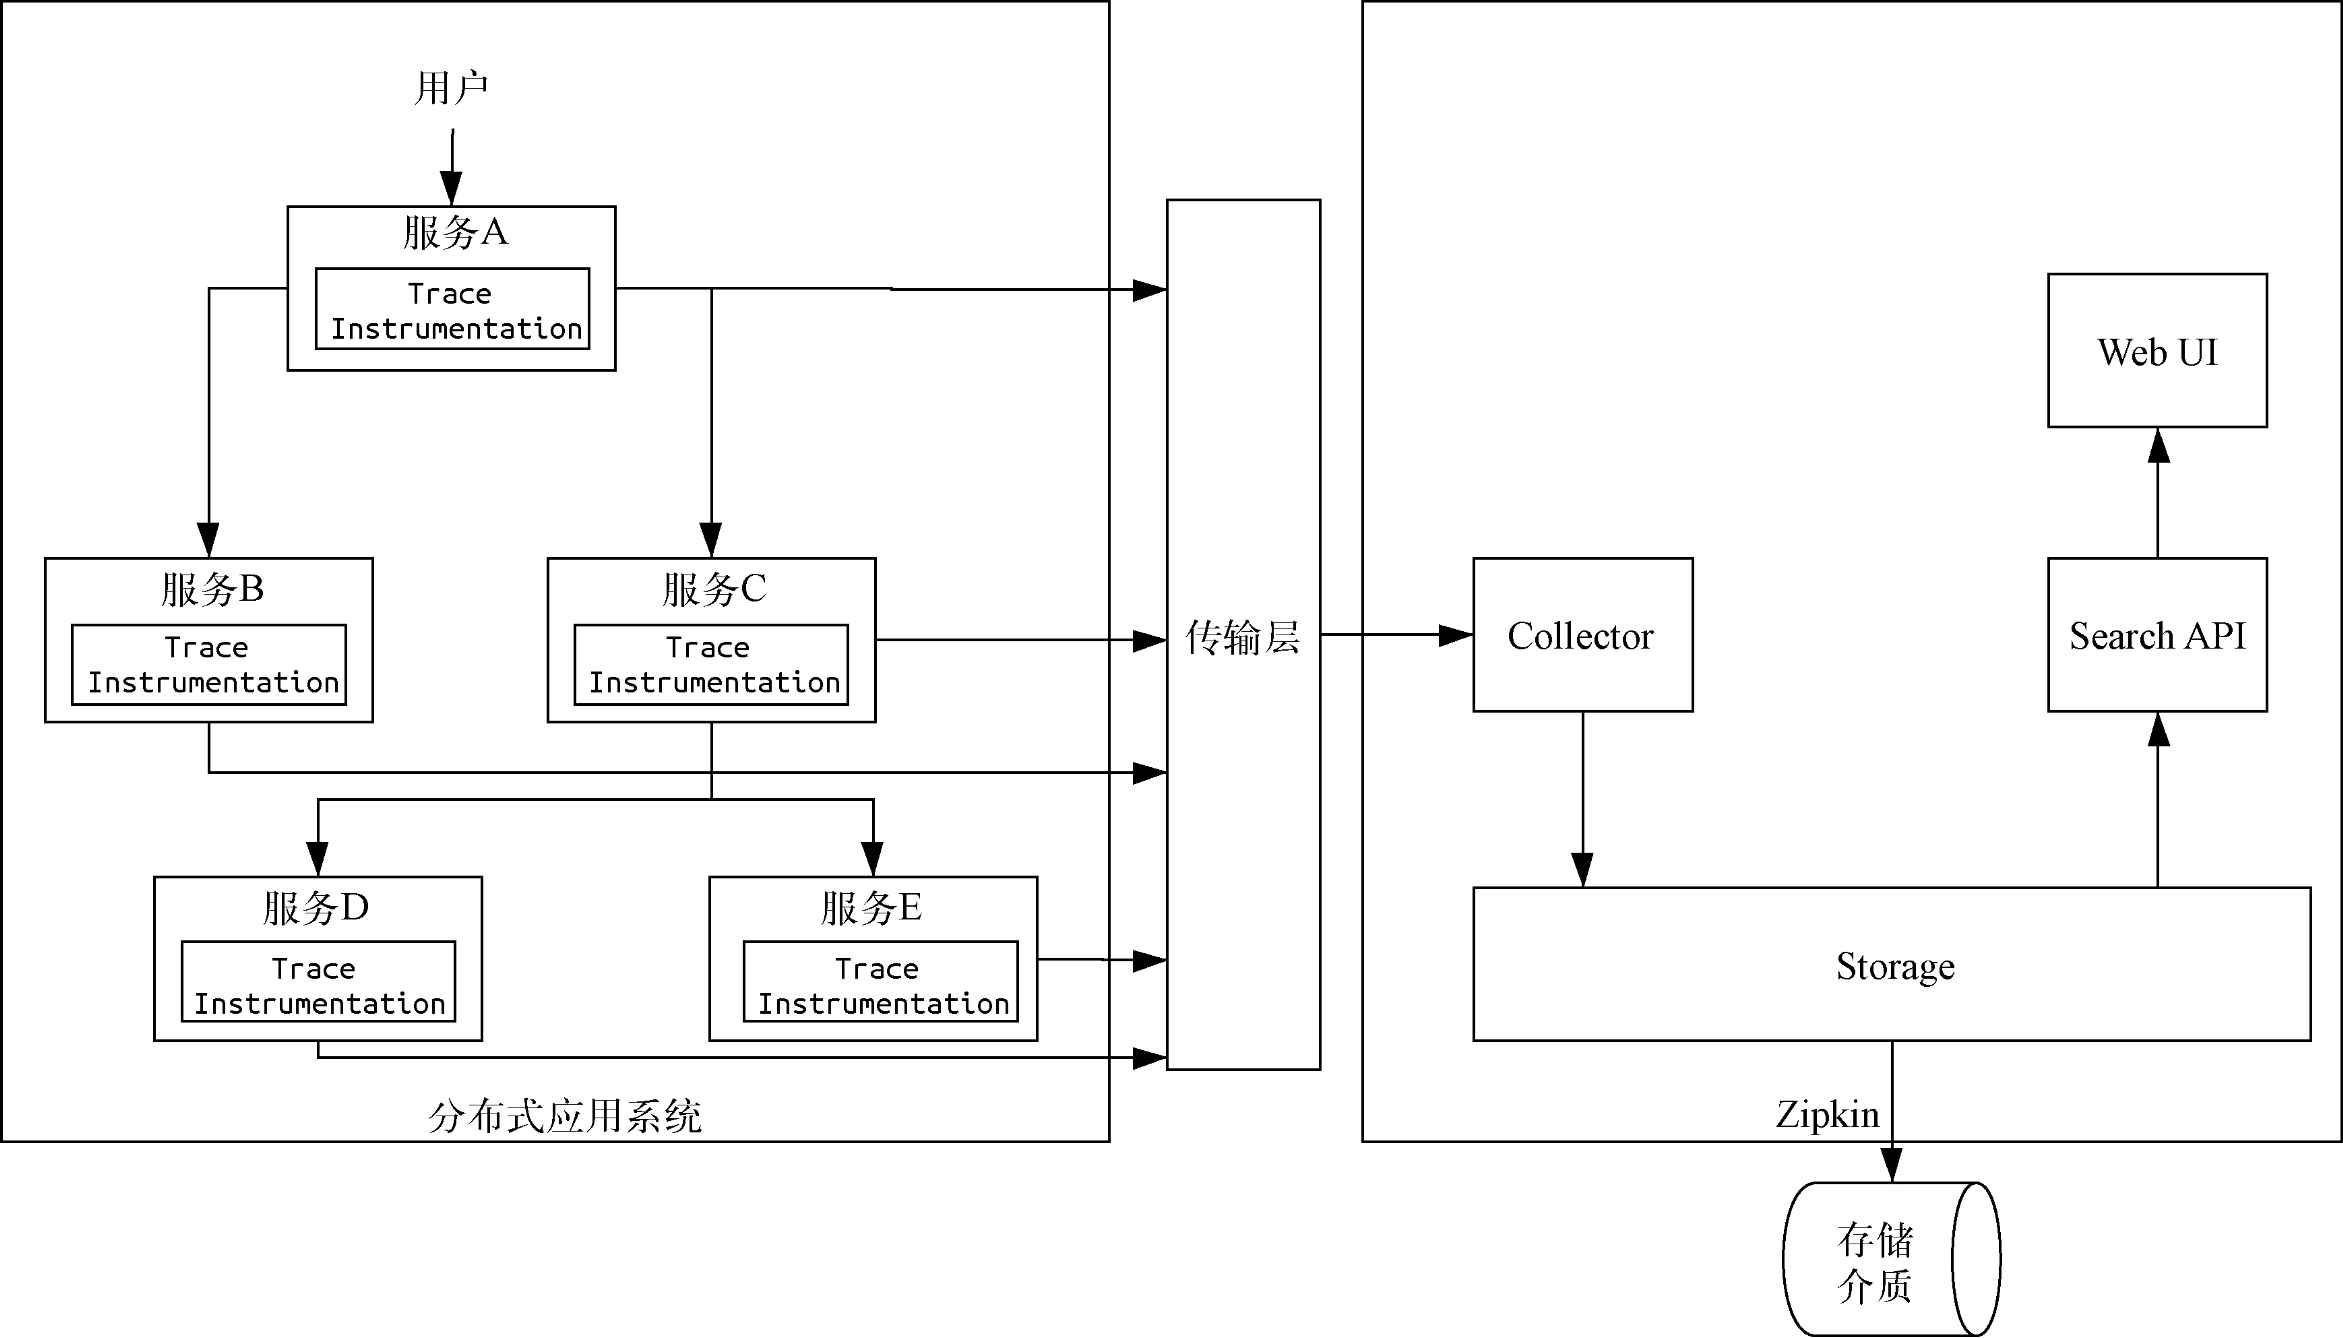 用户
服务A
Trace
Instrumentation
服务B
Trace
Instrumentation
服务C
Trace
Instrumentation
服务D
Trace
Instrumentation
服务E
Trace
Instrumentation
分布式应用系统
传输层
Collector
Web UI
Search API
Storage
Zipkin
存储
介质